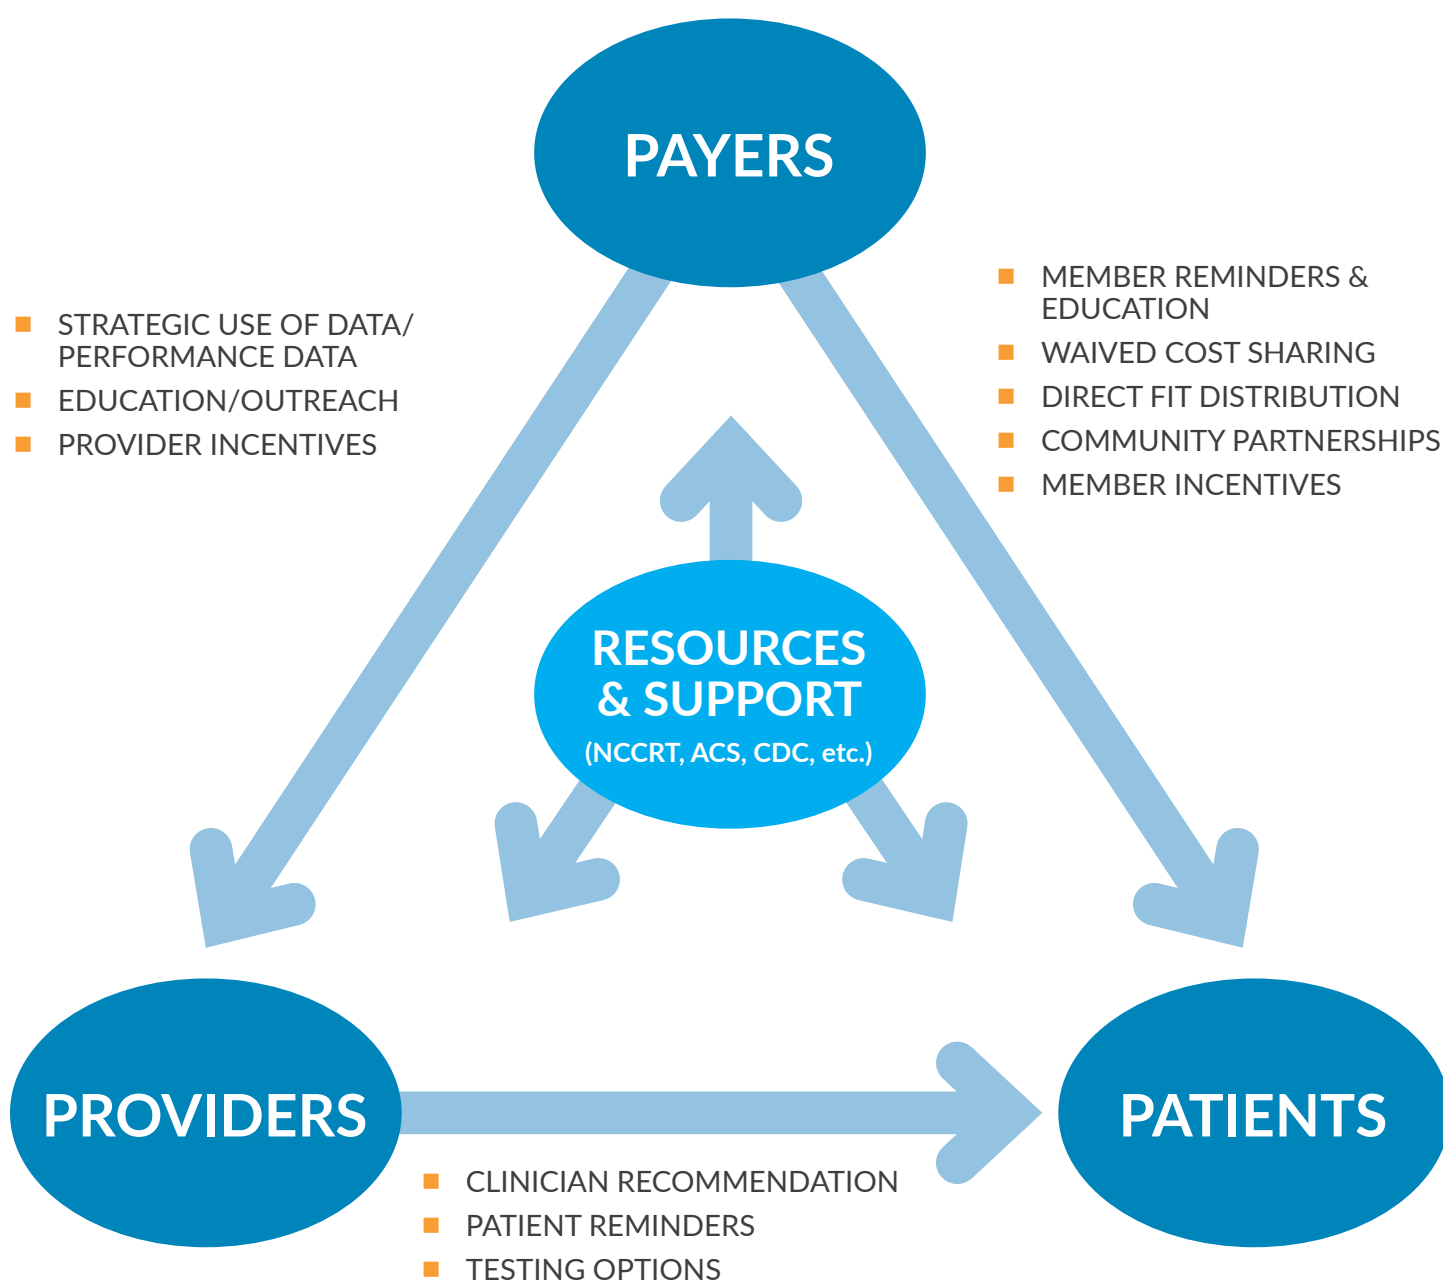 PAYERS
STRATEGIC USE OF DATA/
PERFORMANCE DATA
EDUCATION/OUTREACH
PROVIDER INCENTIVES
MEMBER REMINDERS &
EDUCATION
WAIVED COST SHARING
DIRECT FIT DISTRIBUTION
COMMUNITY PARTNERSHIPS
MEMBER INCENTIVES
RESOURCES
& SUPPORT
(NCCRT, ACS, CDC, etc.)
PROVIDERS
PATIENTS
CLINICIAN RECOMMENDATION
PATIENT REMINDERS
TESTING OPTIONS